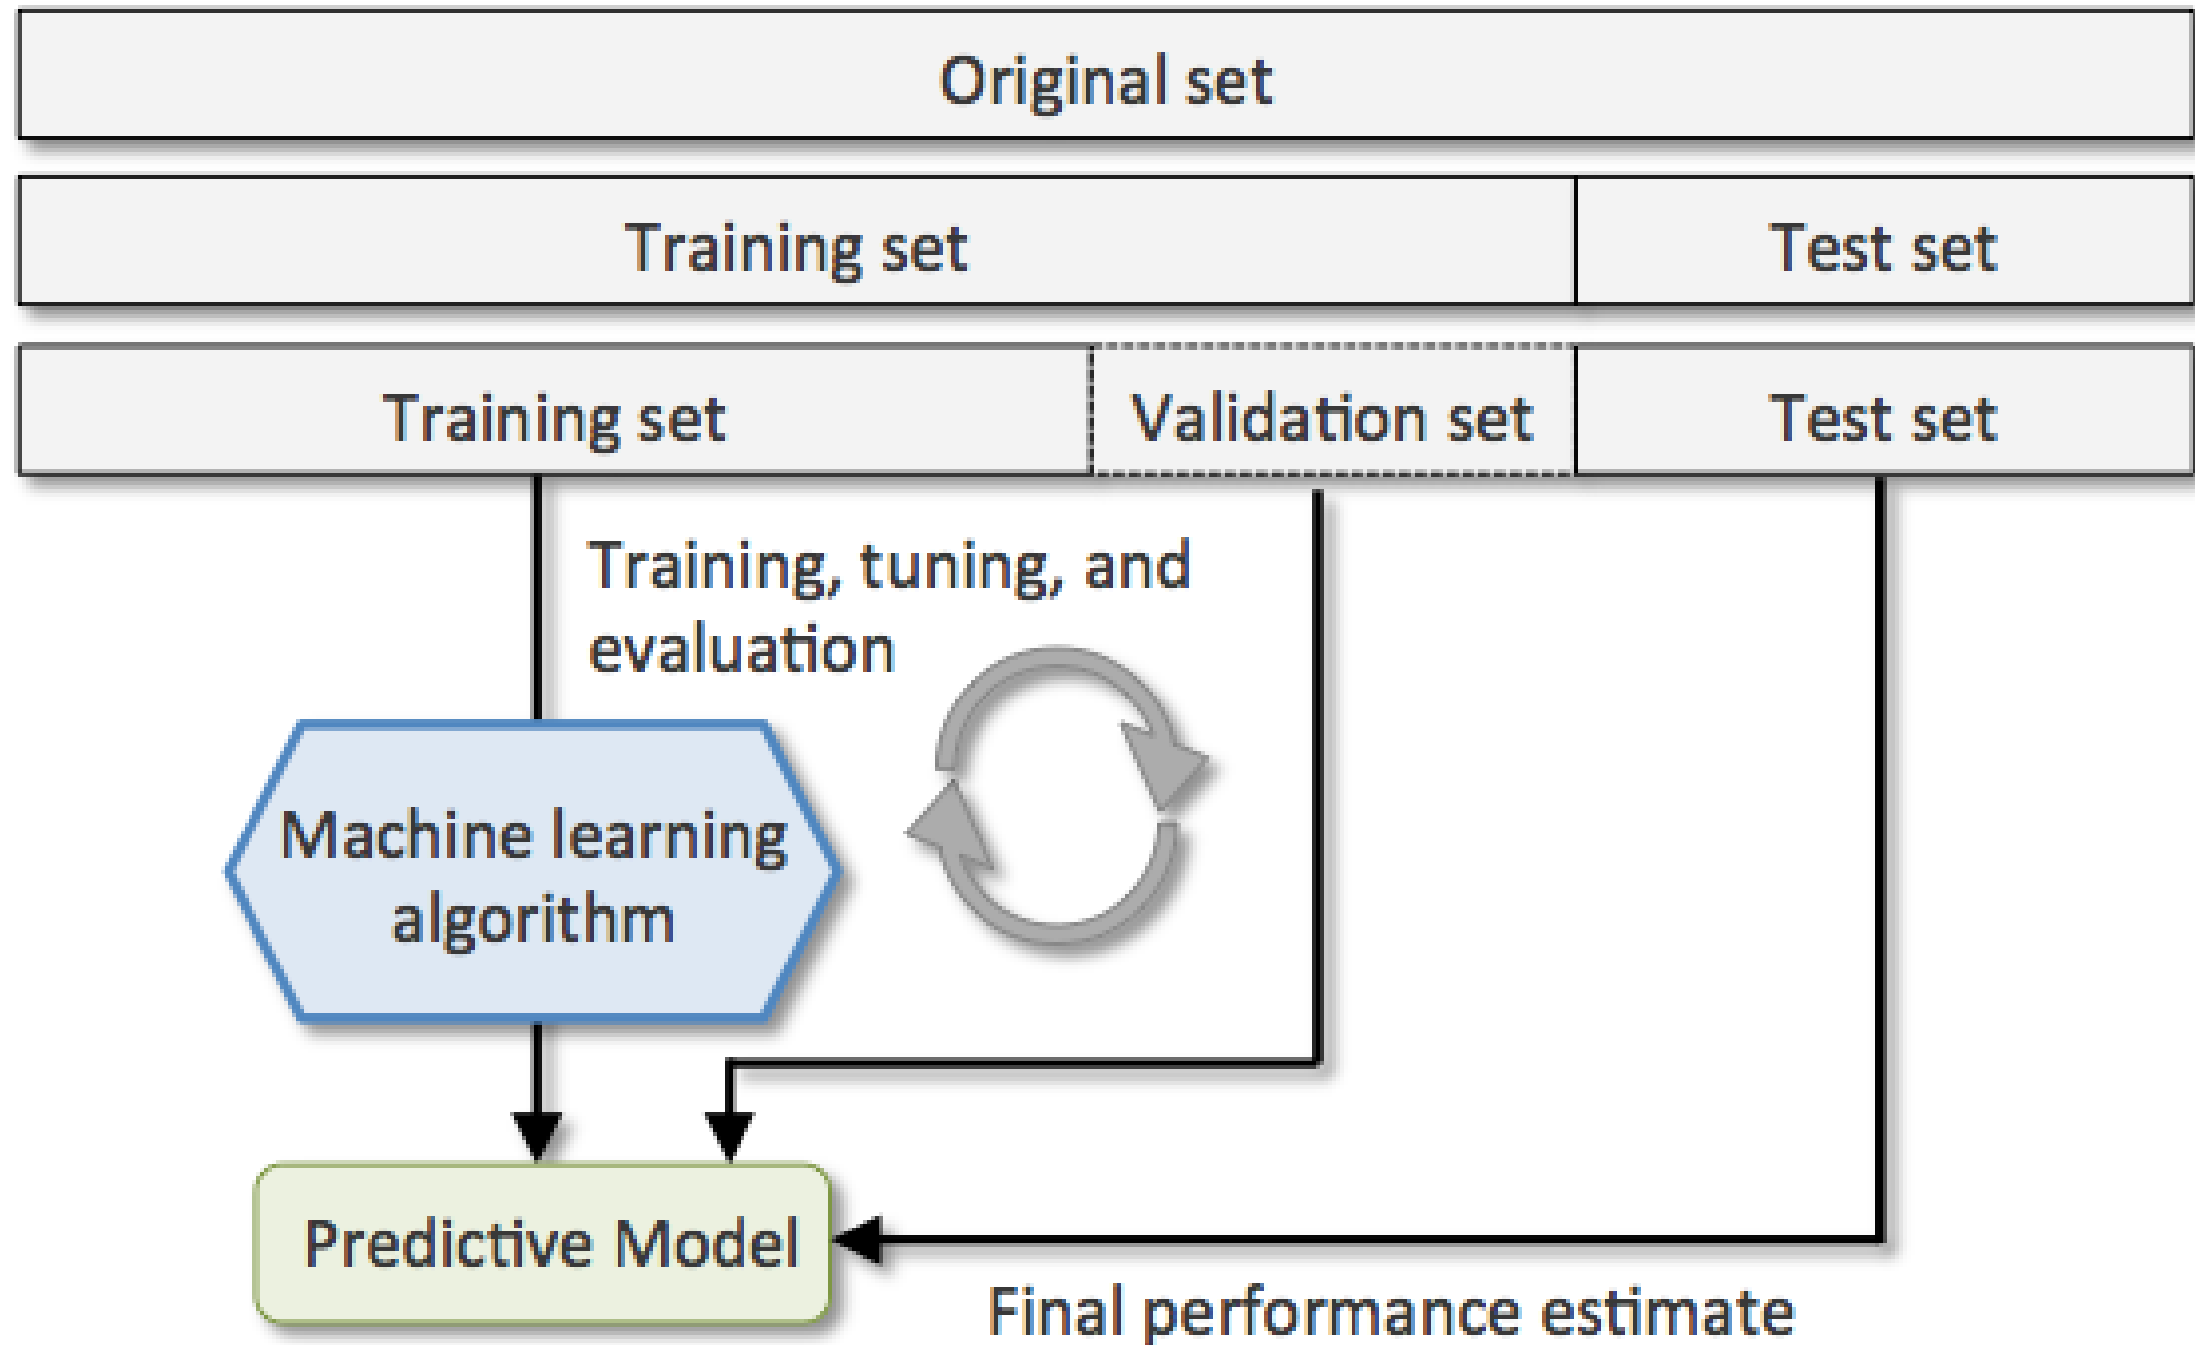 Original set
Training set
Test set
Training set
Validation set
Test set
Training, tuning, and
evaluation
Machine learning
algorithm
Predictive Model
Final performance estimate